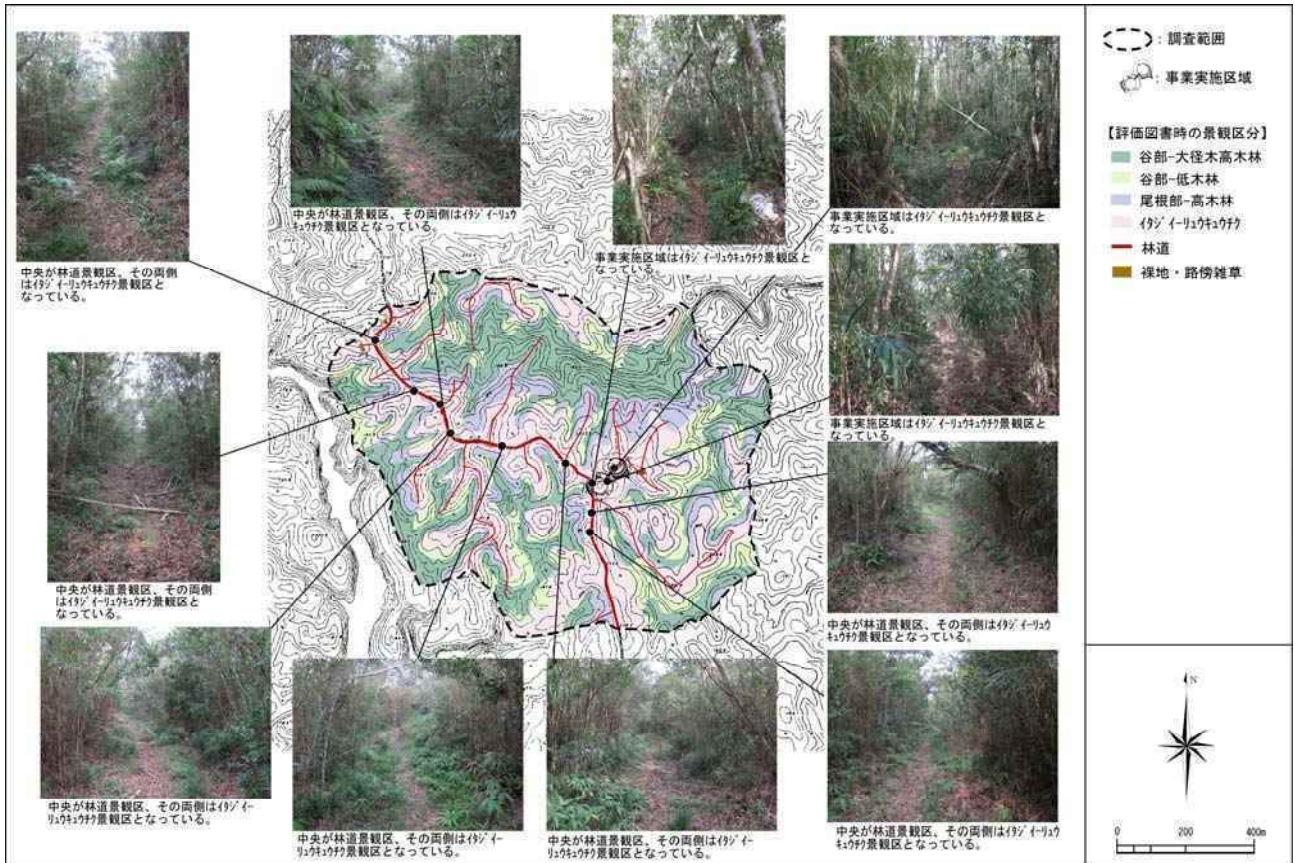 中央が林道景観区、その両側
はｲﾀｼﾞｲｰﾘｭｳｷｭｳﾁｸ景観区と
なっている。
中央が林道景観区、その両側はｲﾀｼﾞｲｰﾘｭｳ
ｷｭｳﾁｸ景観区となっている。
事業実施区域はｲﾀｼﾞｲｰﾘｭｳｷｭｳﾁｸ景観区と
なっている。
事業実施区域はｲﾀｼﾞｲｰﾘｭｳｷｭｳﾁｸ景観区と
なっている。
事業実施区域はｲﾀｼﾞｲｰﾘｭｳｷｭｳﾁｸ景観区と
なっている。
中央が林道景観区、その両側
はｲﾀｼﾞｲｰﾘｭｳｷｭｳﾁｸ景観区と
なっている。
中央が林道景観区、その両側はｲﾀｼﾞｲｰﾘｭｳ
ｷｭｳﾁｸ景観区となっている。
中央が林道景観区、その両側はｲﾀｼﾞｲｰ
ﾘｭｳｷｭｳﾁｸ景観区となっている。
中央が林道景観区、その両側はｲﾀｼﾞｲｰ
ﾘｭｳｷｭｳﾁｸ景観区となっている。
中央が林道景観区、その両側はｲﾀｼﾞｲｰ
ﾘｭｳｷｭｳﾁｸ景観区となっている。
中央が林道景観区、その両側はｲﾀｼﾞｲｰﾘｭｳ
ｷｭｳﾁｸ景観区となっている。
：調査範囲
：事業実施区域
【評価図書時の景観区分】
谷部−大径木高木林
谷部−低木林
尾根部−高木林
ｲﾀｼﾞｲｰﾘｭｳｷｭｳﾁｸ
林道
裸地・路傍雑草
N
0 200 400m